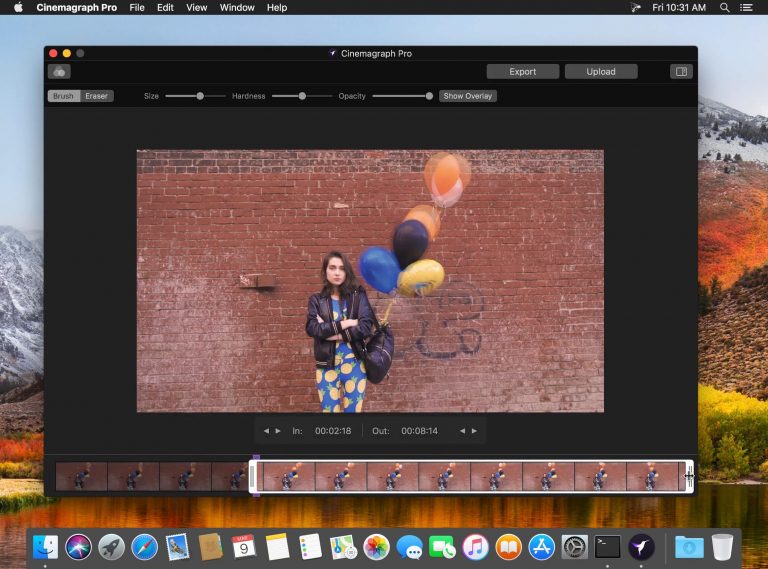 Cinemagraph Pro File Edit View Window Help Fri 10:31 AM
Cinemagraph Pro
Export Upload
Brush Eraser Size Hardness Opacity Show Overlay
In: 00:02:18 Out: 00:08:14
MAR
9